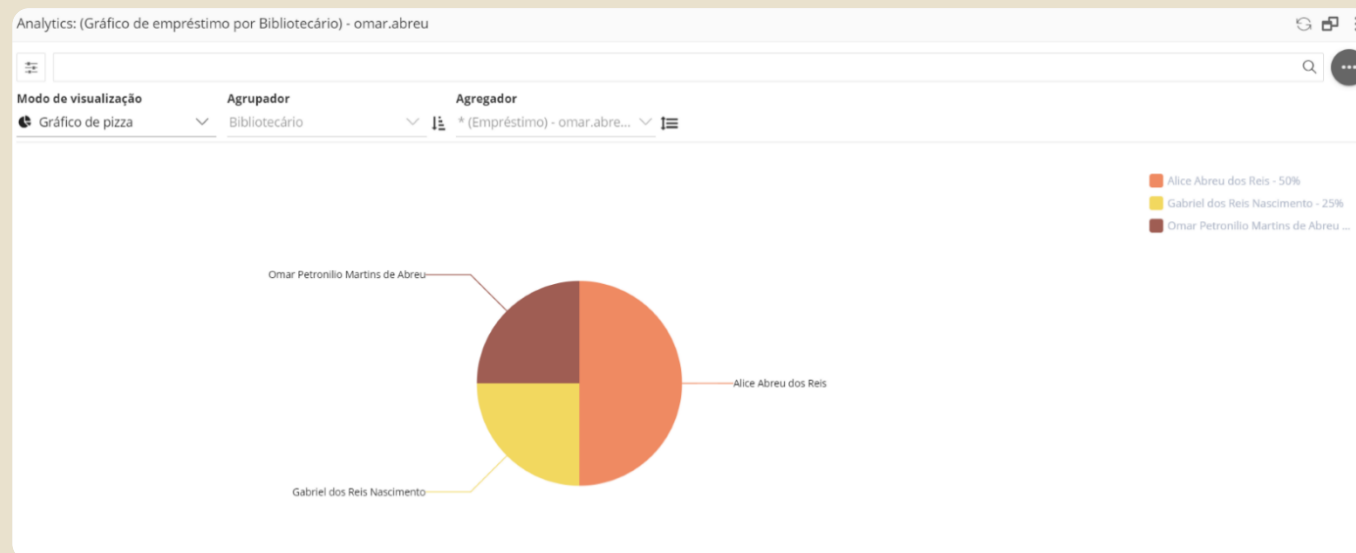 Analytics: (Gráfico de empréstimo por Bibliotecário) - omar.abreu
Modo de visualização
Agrupador
Agregador
Gráfico de pizza
Bibliotecário
* (Empréstimo) - omar.abre...
Alice Abreu dos Reis - 50%
Gabriel dos Reis Nascimento - 25%
Omar Petronilio Martins de Abreu ...
Omar Petronilio Martins de Abreu
Alice Abreu dos Reis
Gabriel dos Reis Nascimento